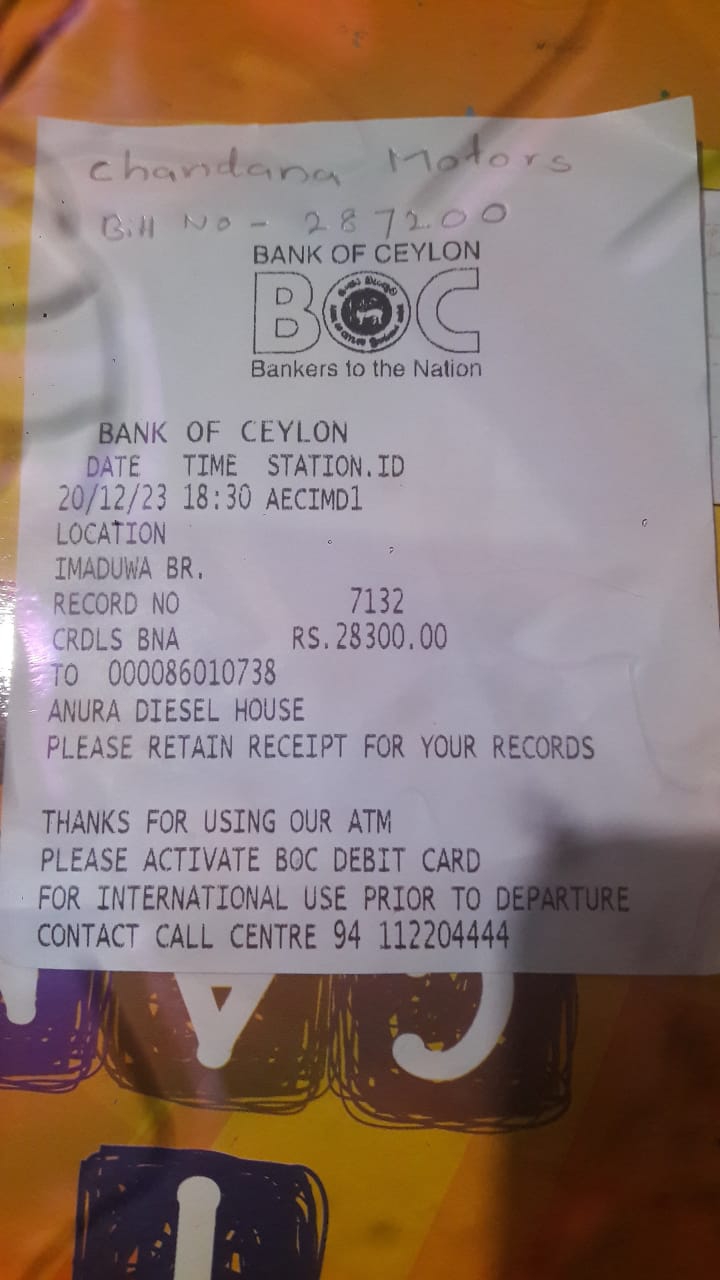 Chandana Motors
Bill No - 2872.00
BANK OF CEYLON
BOC
Bankers to the Nation
BANK OF CEYLON
DATE TIME STATION.ID
20/12/23 18:30 AECIMD1
LOCATION
IMADUWA BR.
RECORD NO 7132
CRDLS BNA RS.28300.00
TO 000086010738
ANURA DIESEL HOUSE
PLEASE RETAIN RECEIPT FOR YOUR RECORDS
THANKS FOR USING OUR ATM
PLEASE ACTIVATE BOC DEBIT CARD
FOR INTERNATIONAL USE PRIOR TO DEPARTURE
CONTACT CALL CENTRE 94 112204444